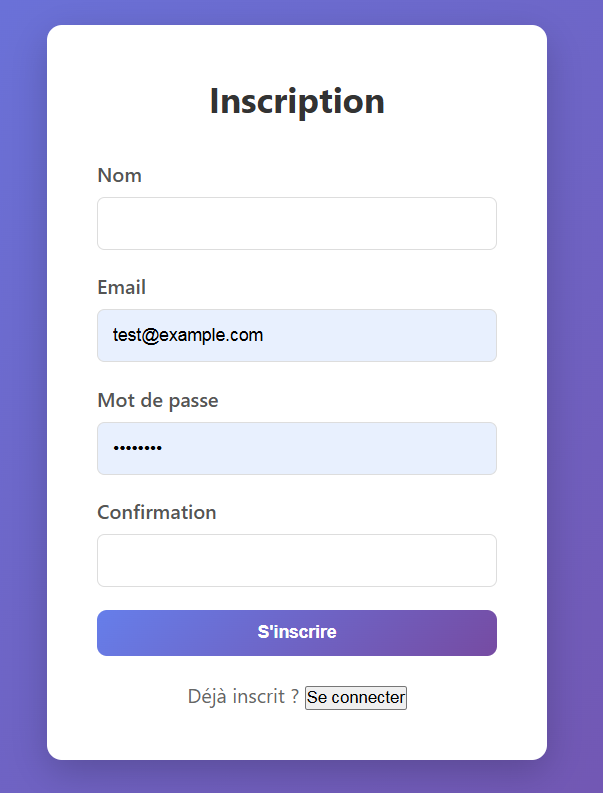 Inscription
Nom
Email
test@example.com
Mot de passe
••••••••
Confirmation
S'inscrire
Déjà inscrit ? Se connecter